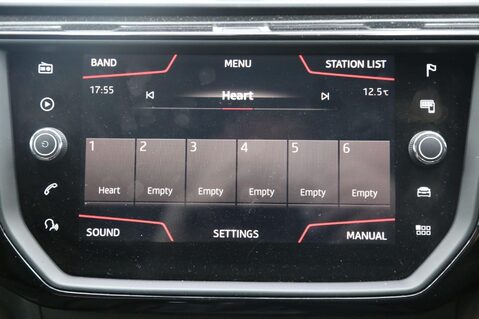 BAND MENU STATION LIST
17:55 Heart 12.5℃
1 2 3 4 5 6
Heart Empty Empty Empty Empty Empty
SOUND SETTINGS MANUAL